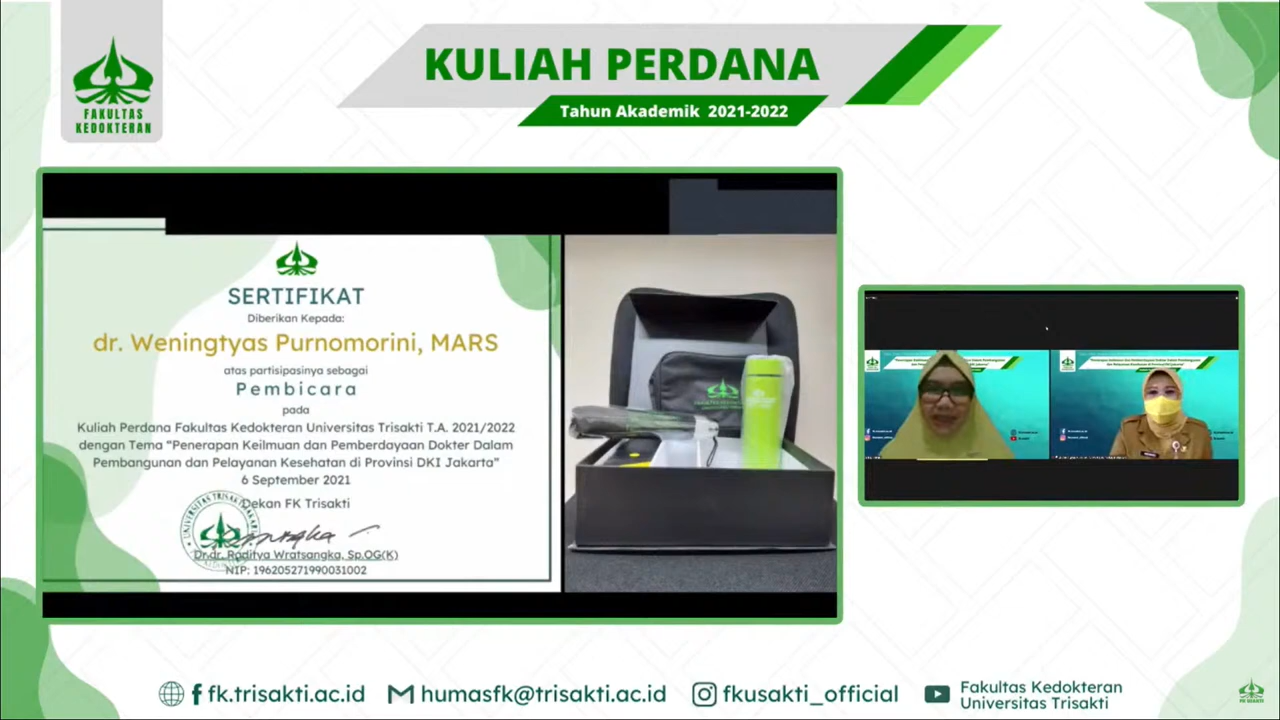 FAKULTAS
KEDOKTERAN
KULIAH PERDANA
Tahun Akademik 2021-2022
SERTIFIKAT
Diberikan Kepada:
dr. Weningtyas Purnomorini, MARS
atas partisipasinya sebagai
Pembicara
pada
Kuliah Perdana Fakultas Kedokteran Universitas Trisakti T.A. 2021/2022
dengan Tema "Penerapan Keilmuan dan Pemberdayaan Dokter Dalam
Pembangunan dan Pelayanan Kesehatan di Provinsi DKI Jakarta"
6 September 2021
Dekan FK Trisakti
Dr.dr. Raditya Wratsangka, Sp.OG(K)
NIP: 196205271990031002
fk.trisakti.ac.id
humasfk@trisakti.ac.id
fkusakti_official
Fakultas Kedokteran
Universitas Trisakti